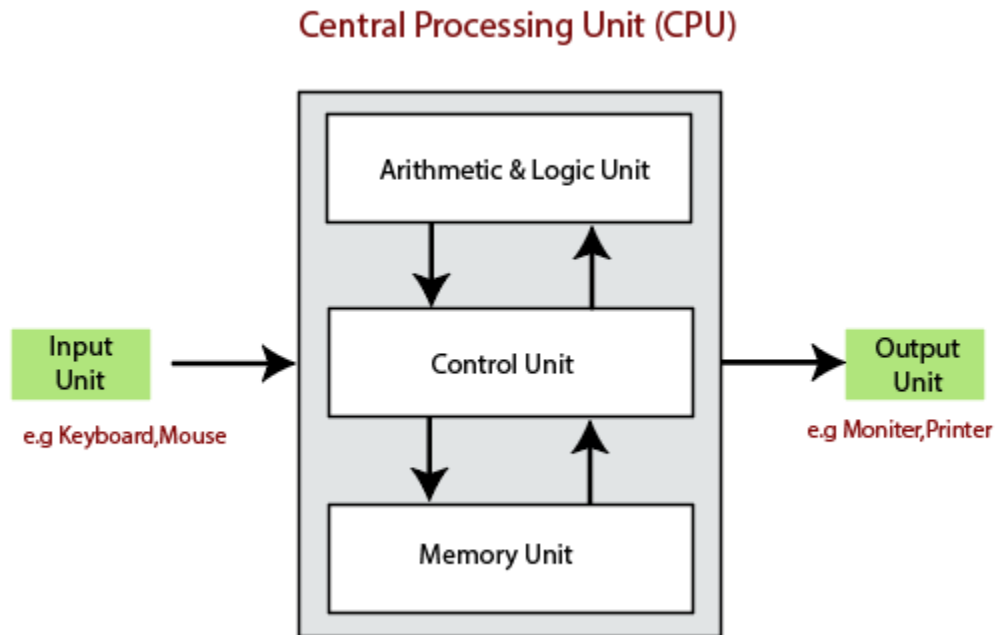 Central Processing Unit (CPU)
Arithmetic & Logic Unit
Input
Unit
e.g Keyboard,Mouse
Control Unit
Output
Unit
e.g Moniter,Printer
Memory Unit